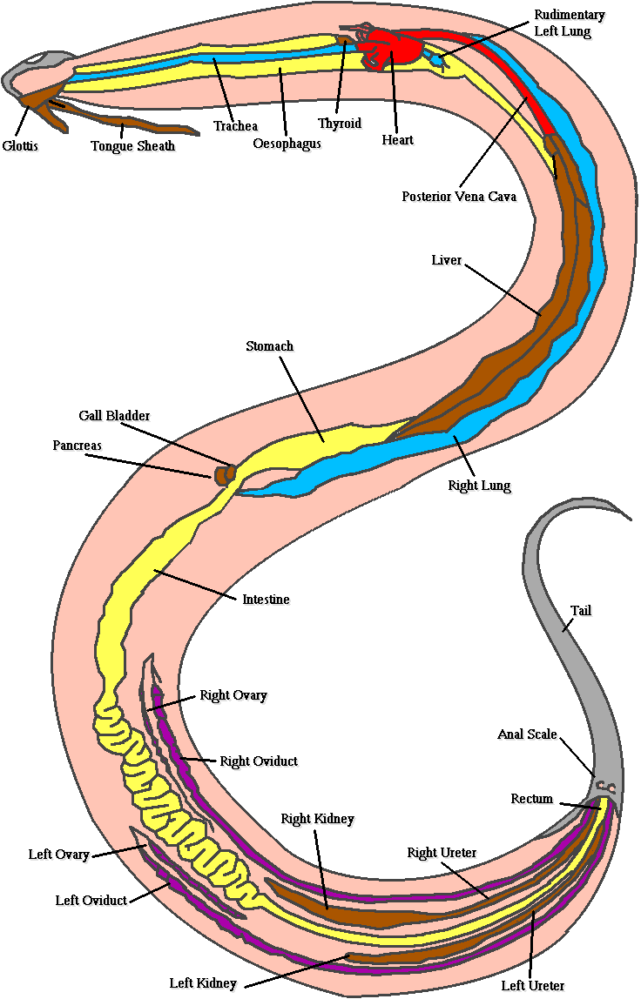 Rudimentary
Left Lung
Glottis
Tongue Sheath
Trachea
Oesophagus
Thyroid
Heart
Posterior Vena Cava
Liver
Stomach
Gall Bladder
Pancreas
Right Lung
Intestine
Tail
Right Ovary
Anal Scale
Right Oviduct
Rectum
Right Kidney
Left Ovary
Right Ureter
Left Oviduct
Left Kidney
Left Ureter